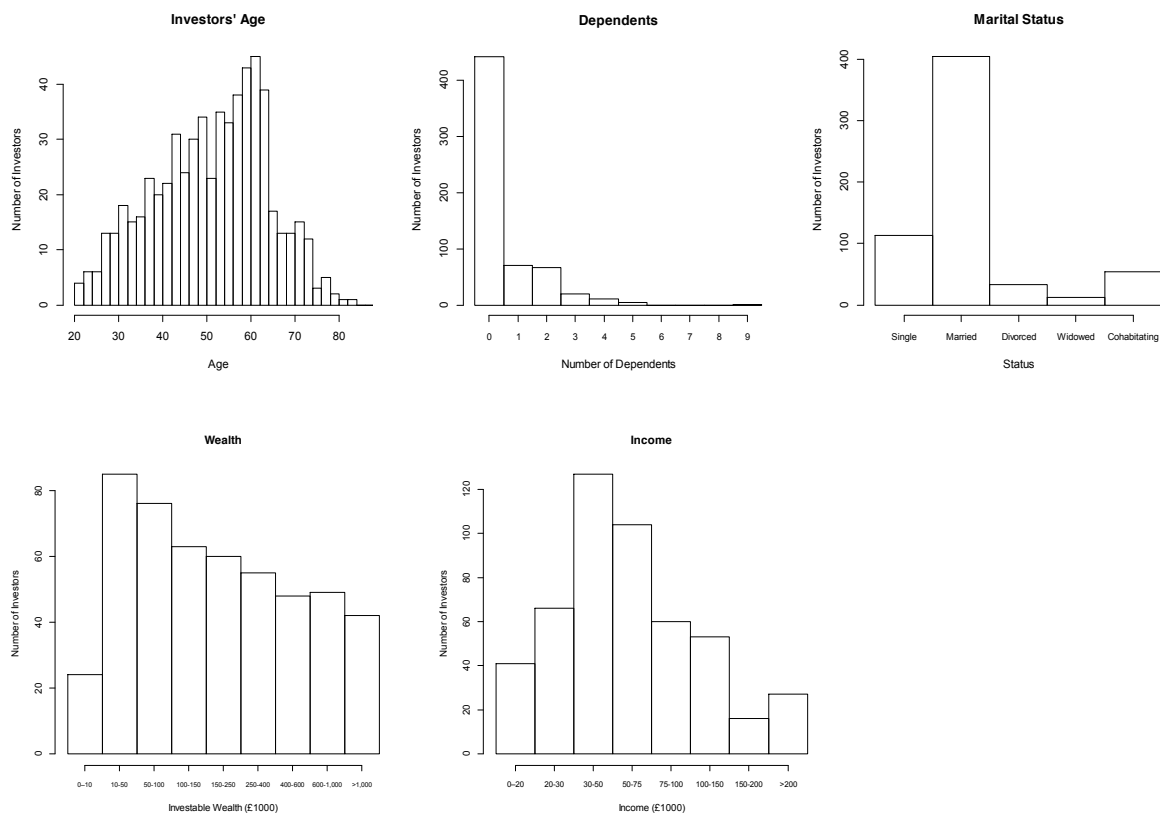 Investors' Age
Number of Investors
0 10 20 30 40
20 30 40 50 60 70 80
Age
Dependents
Number of Investors
0 100 200 300 400
0 1 2 3 4 5 6 7 8 9
Number of Dependents
Marital Status
Number of Investors
0 100 200 300 400
Single Married Divorced Widowed Cohabitating
Status
Wealth
Number of Investors
0 20 40 60 80
0–10 10-50 50-100 100-150 150-250 250-400 400-600 600-1,000 >1,000
Investable Wealth (£1000)
Income
Number of Investors
0 20 40 60 80 100 120
0–20 20-30 30-50 50-75 75-100 100-150 150-200 >200
Income (£1000)